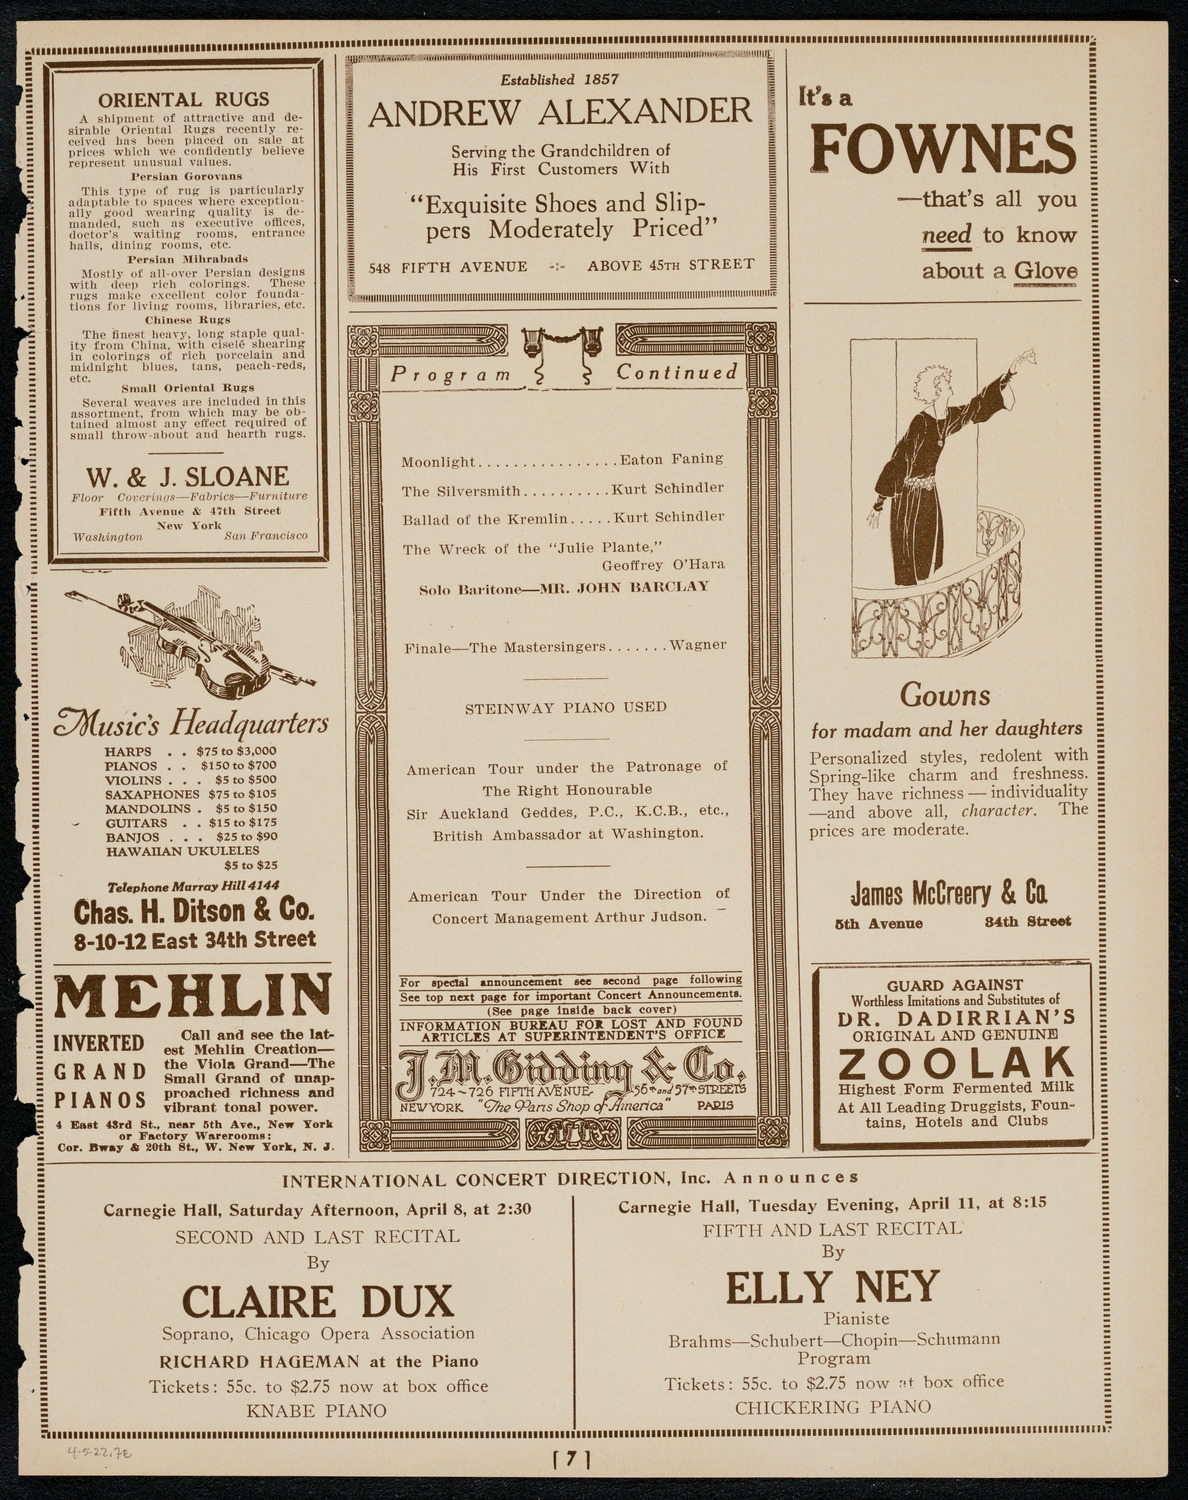 ORIENTAL RUGS
A shipment of attractive and de-
sirable Oriental Rugs recently re-
ceived has been placed on sale at
prices which we confidently believe
represent unusual values.
Persian Gorovans
This type of rug is particularly
adaptable to spaces where exception-
ally good wearing quality is de-
manded, such as executive offices,
doctor's waiting rooms, entrance
halls, dining rooms, etc.
Persian Mihrabads
Mostly of all-over Persian designs
with deep rich colorings. These
rugs make excellent color founda-
tions for living rooms, libraries, etc.
Chinese Rugs
The finest heavy, long staple qual-
ity from China, with ciselé shearing
in colorings of rich porcelain and
midnight blues, tans, peach-reds,
etc.
Small Oriental Rugs
Several weaves are included in this
assortment, from which may be ob-
tained almost any effect required of
small throw-about and hearth rugs.
W. & J. SLOANE
Floor Coverings—Fabrics—Furniture
Fifth Avenue & 47th Street
New York
Washington San Francisco
Music's Headquarters
HARPS . . $75 to $3,000
PIANOS . . $150 to $700
VIOLINS . . . $5 to $500
SAXAPHONES $75 to $105
MANDOLINS . $5 to $150
GUITARS . . $15 to $175
BANJOS . . . $25 to $90
HAWAIIAN UKULELES
$5 to $25
Telephone Murray Hill 4144
Chas. H. Ditson & Co.
8-10-12 East 34th Street
MEHLIN
INVERTED
GRAND
PIANOS
Call and see the lat-
est Mehlin Creation—
the Viola Grand—The
Small Grand of unap-
proached richness and
vibrant tonal power.
4 East 43rd St., near 5th Ave., New York
or Factory Warerooms:
Cor. Bway & 20th St., W. New York, N. J.
Established 1857
ANDREW ALEXANDER
Serving the Grandchildren of
His First Customers With
"Exquisite Shoes and Slip-
pers Moderately Priced"
548 FIFTH AVENUE -:- ABOVE 45TH STREET
Program Continued
Moonlight................Eaton Faning
The Silversmith..........Kurt Schindler
Ballad of the Kremlin.....Kurt Schindler
The Wreck of the "Julie Plante,"
Geoffrey O'Hara
Solo Baritone—MR. JOHN BARCLAY
Finale—The Mastersingers.......Wagner
STEINWAY PIANO USED
American Tour under the Patronage of
The Right Honourable
Sir Auckland Geddes, P.C., K.C.B., etc.,
British Ambassador at Washington.
American Tour Under the Direction of
Concert Management Arthur Judson.
For special announcement see second page following
See top next page for important Concert Announcements.
(See page inside back cover)
INFORMATION BUREAU FOR LOST AND FOUND
ARTICLES AT SUPERINTENDENT'S OFFICE
J.M. Gidding & Co.
724~726 FIFTH AVENUE 56th and 57th STREETS
NEW YORK "The Paris Shop of America" PARIS
It's a
FOWNES
—that's all you
need to know
about a Glove
Gowns
for madam and her daughters
Personalized styles, redolent with
Spring-like charm and freshness.
They have richness — individuality
—and above all, character. The
prices are moderate.
James McCreery & Co.
5th Avenue 34th Street
GUARD AGAINST
Worthless Imitations and Substitutes of
DR. DADIRRIAN'S
ORIGINAL AND GENUINE
ZOOLAK
Highest Form Fermented Milk
At All Leading Druggists, Foun-
tains, Hotels and Clubs
INTERNATIONAL CONCERT DIRECTION, Inc. Announces
Carnegie Hall, Saturday Afternoon, April 8, at 2:30
SECOND AND LAST RECITAL
By
CLAIRE DUX
Soprano, Chicago Opera Association
RICHARD HAGEMAN at the Piano
Tickets: 55c. to $2.75 now at box office
KNABE PIANO
Carnegie Hall, Tuesday Evening, April 11, at 8:15
FIFTH AND LAST RECITAL
By
ELLY NEY
Pianiste
Brahms—Schubert—Chopin—Schumann
Program
Tickets: 55c. to $2.75 now at box office
CHICKERING PIANO
[ 7 ]